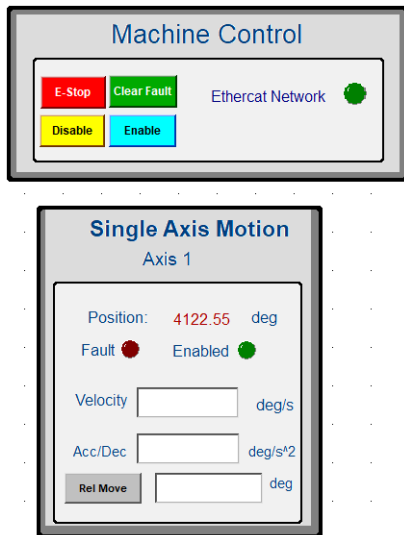 Machine Control
E-Stop Clear Fault
Ethercat Network
Disable Enable
Single Axis Motion
Axis 1
Position: 4122.55 deg
Fault Enabled
Velocity deg/s
Acc/Dec deg/s^2
Rel Move deg